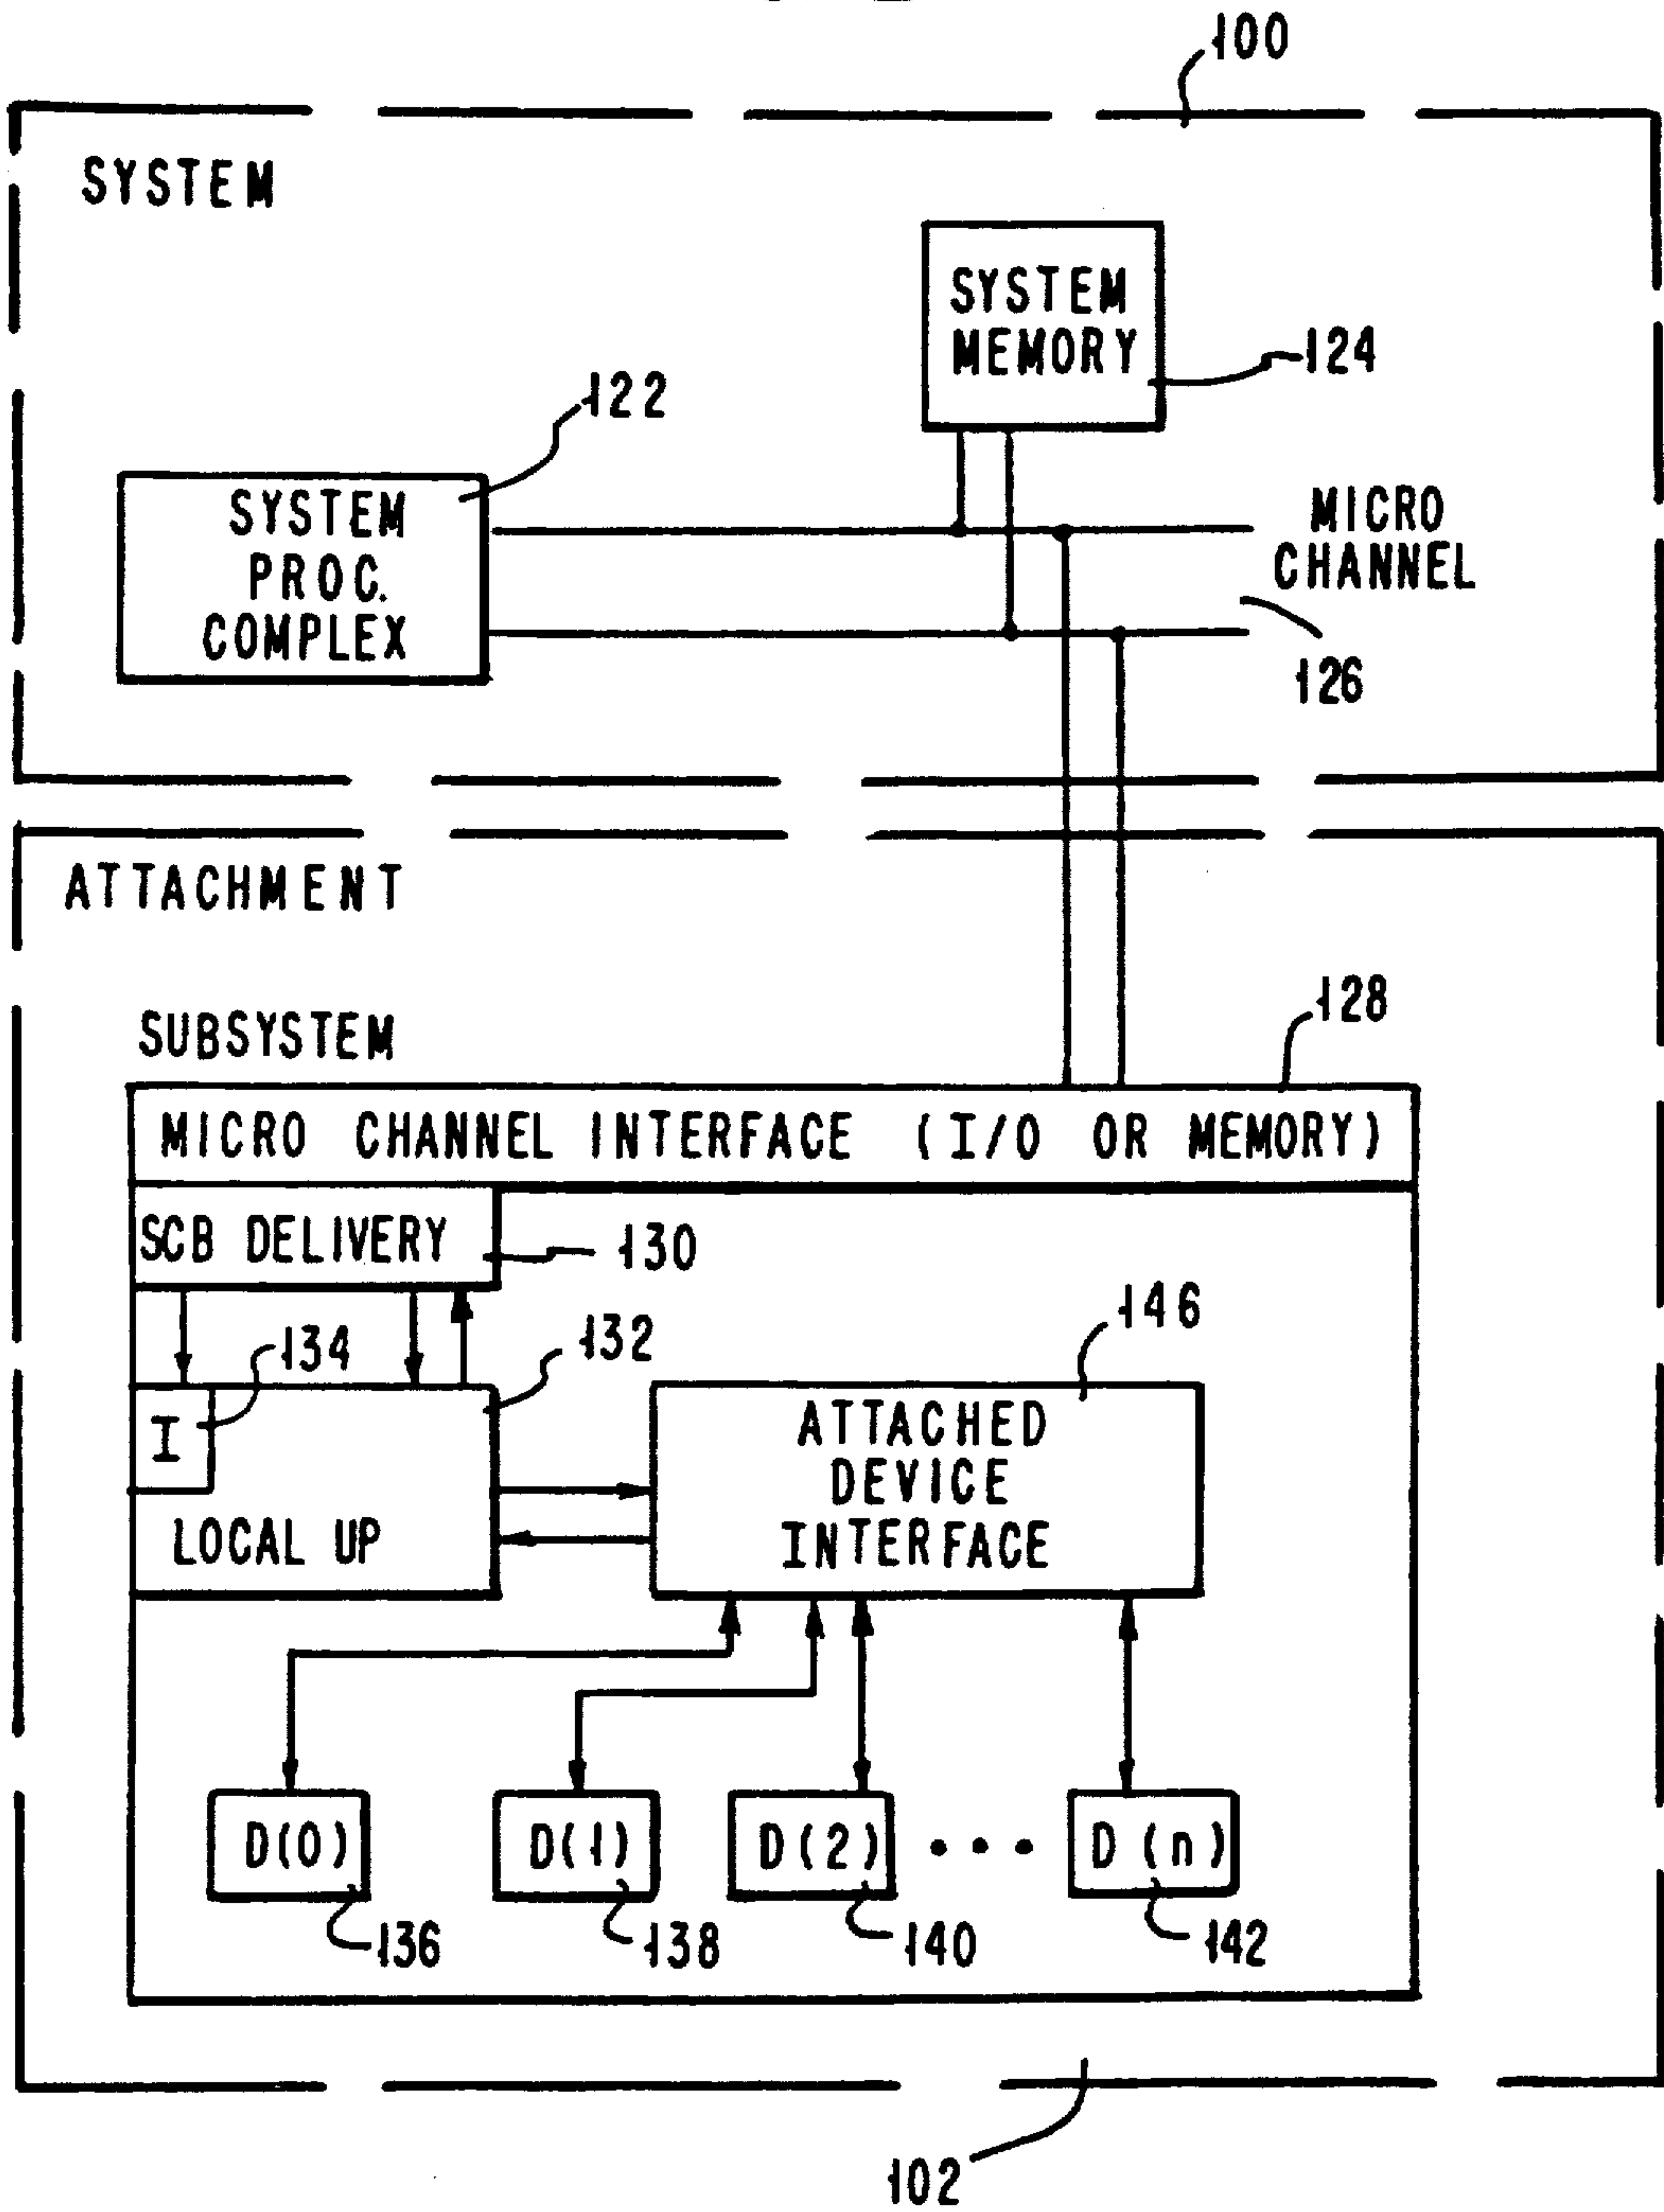 100
SYSTEM
SYSTEM
MEMORY
124
122
SYSTEM
PROC.
COMPLEX
MICRO
CHANNEL
126
ATTACHMENT
SUBSYSTEM
128
MICRO CHANNEL INTERFACE (I/O OR MEMORY)
SCB DELIVERY
130
134
132
146
I
LOCAL UP
ATTACHED
DEVICE
INTERFACE
D(0)
D(1)
D(2)
• • •
D(n)
136
138
140
142
102